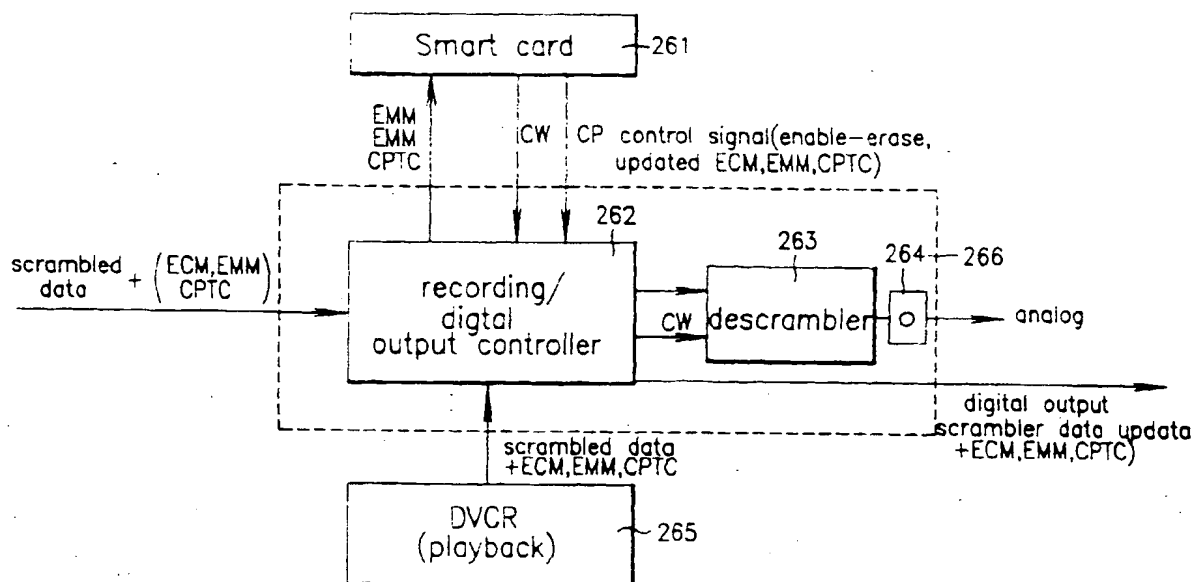 Smart card
261
EMM
EMM
CPTC
CW
CP control signal(enable-erase,
updated ECM,EMM,CPTC)
262
263
264
266
scrambled
data
+
(ECM,EMM)
CPTC
recording/
digtal
output controller
CW
descrambler
analog
digital output
scrambler data updata
+ECM,EMM,CPTC)
scrambled data
+ECM,EMM,CPTC
DVCR
(playback)
265